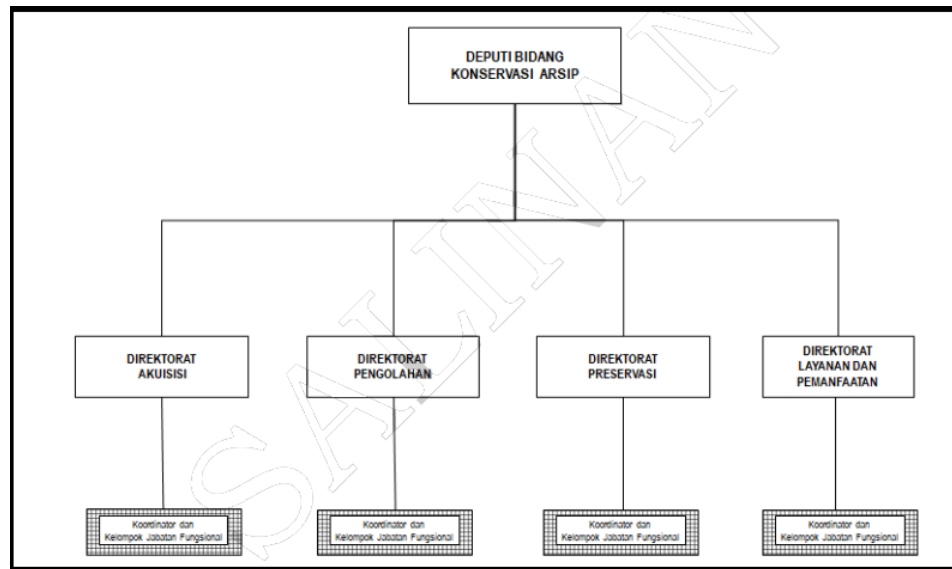 DEPUTI BIDANG
KONSERVASI ARSIP
SALINAN
DIREKTORAT
AKUISISI
DIREKTORAT
PENGOLAHAN
DIREKTORAT
PRESERVASI
DIREKTORAT
LAYANAN DAN
PEMANFAATAN
Koordinator dan
Kelompok Jabatan Fungsional
Koordinator dan
Kelompok Jabatan Fungsional
Koordinator dan
Kelompok Jabatan Fungsional
Koordinator dan
Kelompok Jabatan Fungsional